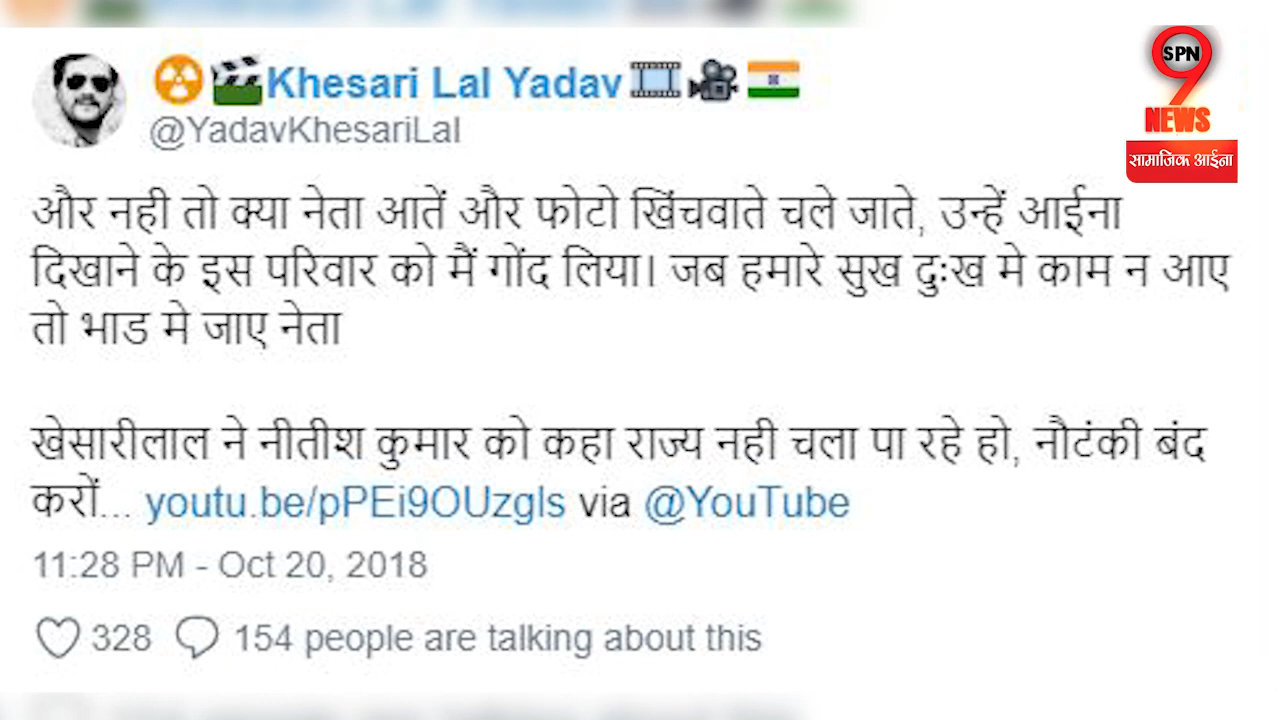 Khesari Lal Yadav
@YadavKhesariLal
SPN
9
NEWS
सामाजिक आईना
और नही तो क्या नेता आतें और फोटो खिंचवाते चले जाते, उन्हें आईना
दिखाने के इस परिवार को मैं गोंद लिया। जब हमारे सुख दुःख मे काम न आए
तो भाड मे जाए नेता
खेसारीलाल ने नीतीश कुमार को कहा राज्य नही चला पा रहे हो, नौटंकी बंद
करों... youtu.be/pPEi9OUzgls via @YouTube
11:28 PM - Oct 20, 2018
328 154 people are talking about this